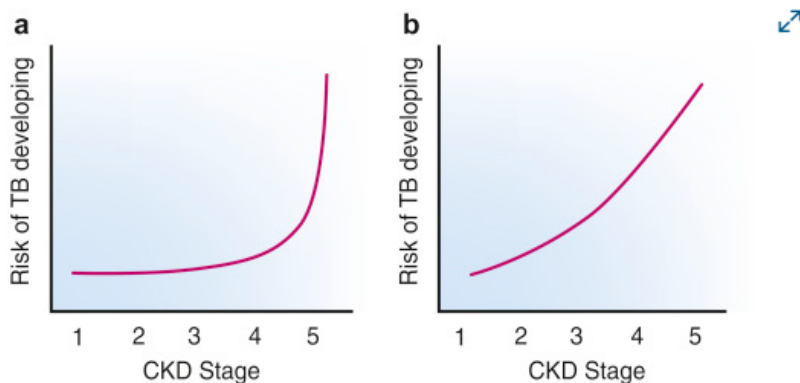 a
Risk of TB developing
1 2 3 4 5
CKD Stage
b
Risk of TB developing
1 2 3 4 5
CKD Stage